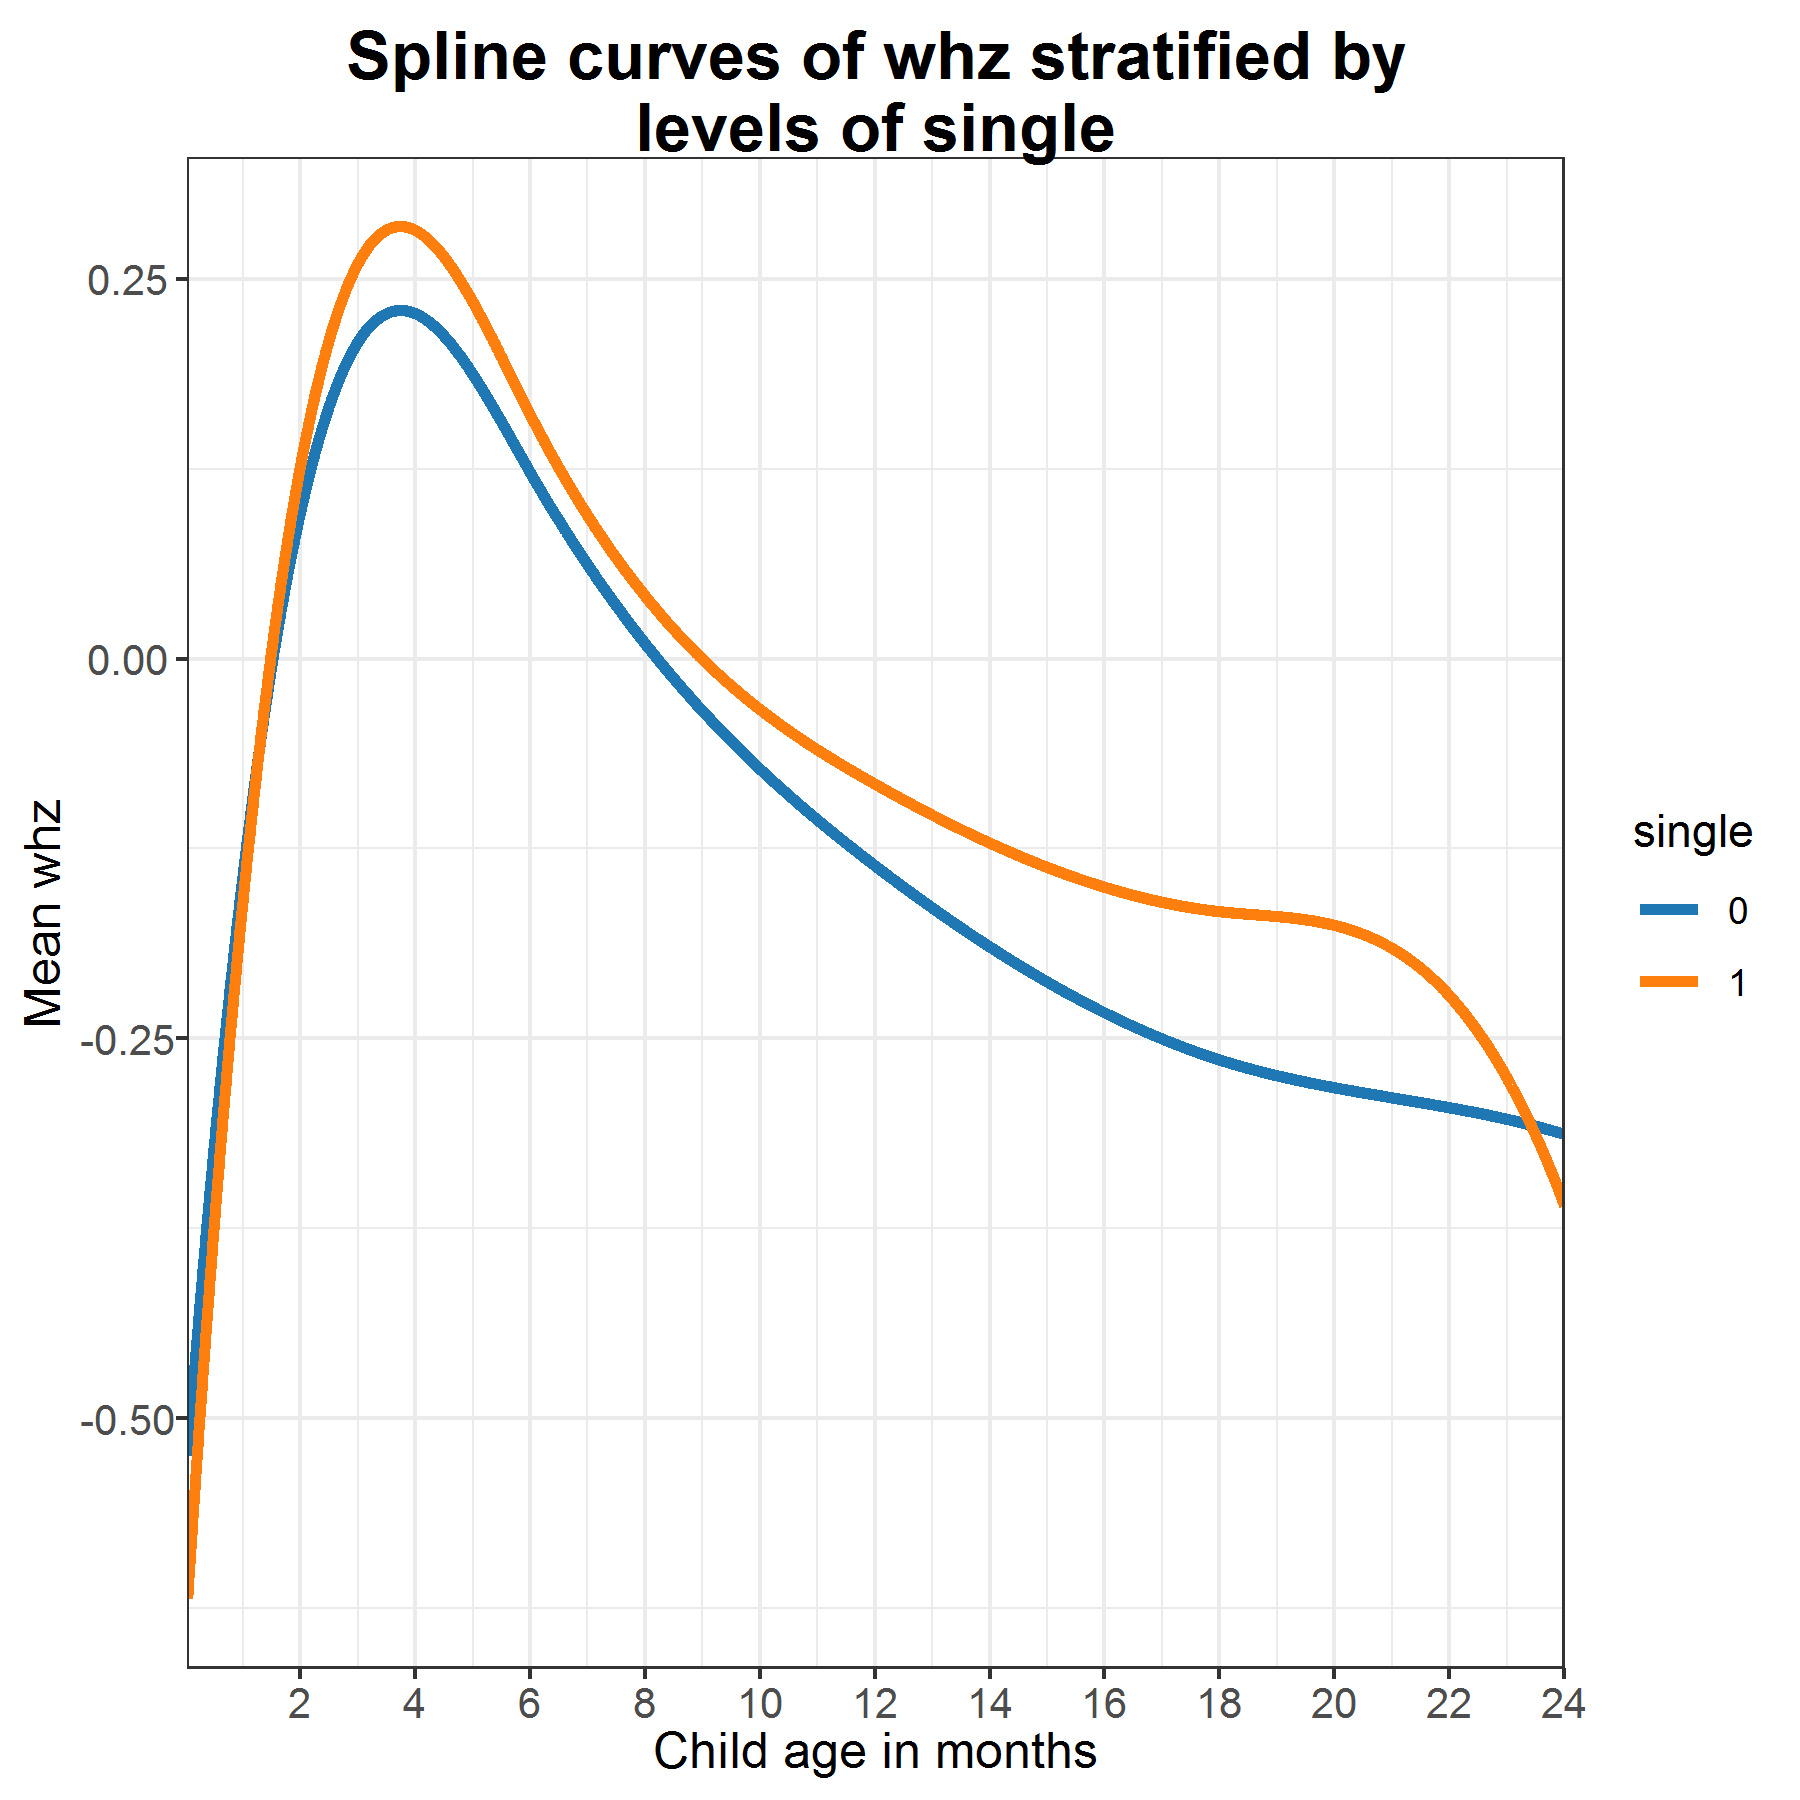 Spline curves of whz stratified by
levels of single
0.25
0.00
-0.25
-0.50
Mean whz
2 4 6 8 10 12 14 16 18 20 22 24
Child age in months
single
0
1